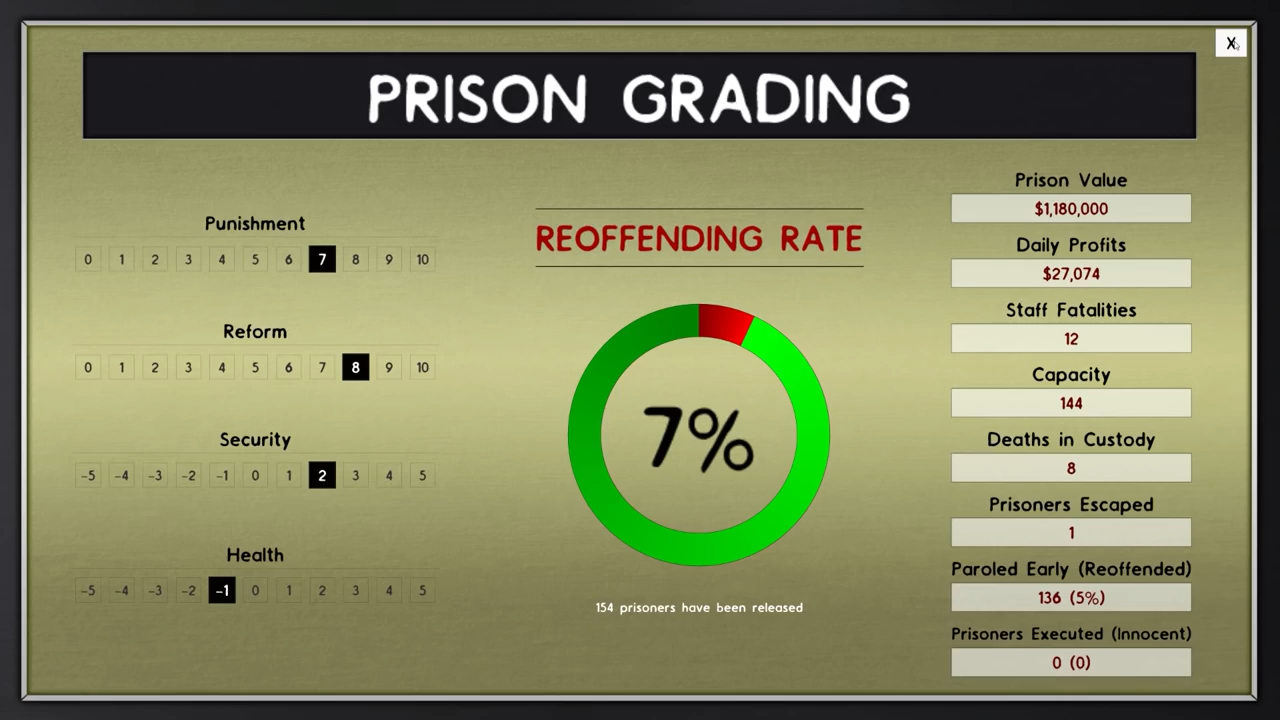 X
PRISON GRADING
Punishment
0 1 2 3 4 5 6 7 8 9 10
Reform
0 1 2 3 4 5 6 7 8 9 10
Security
-5 -4 -3 -2 -1 0 1 2 3 4 5
Health
-5 -4 -3 -2 -1 0 1 2 3 4 5
REOFFENDING RATE
7%
154 prisoners have been released
Prison Value
$1,180,000
Daily Profits
$27,074
Staff Fatalities
12
Capacity
144
Deaths in Custody
8
Prisoners Escaped
1
Paroled Early (Reoffended)
136 (5%)
Prisoners Executed (Innocent)
0 (0)